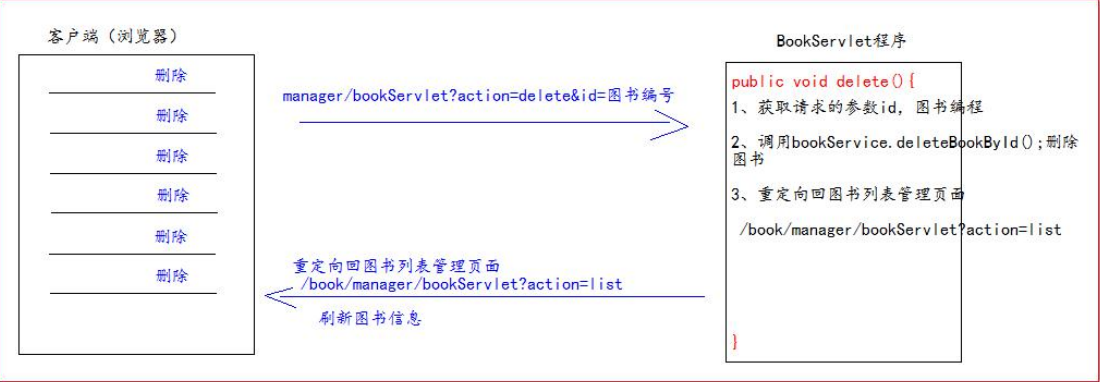 客户端（浏览器）
删除
删除
删除
删除
删除
删除
manager/bookServlet?action=delete&id=图书编号
重定向回图书列表管理页面
/book/manager/bookServlet?action=list
刷新图书信息
BookServlet程序
public void delete(){
1、获取请求的参数id，图书编程
2、调用bookService.deleteBookById();删除
图书
3、重定向回图书列表管理页面
/book/manager/bookServlet?action=list
}